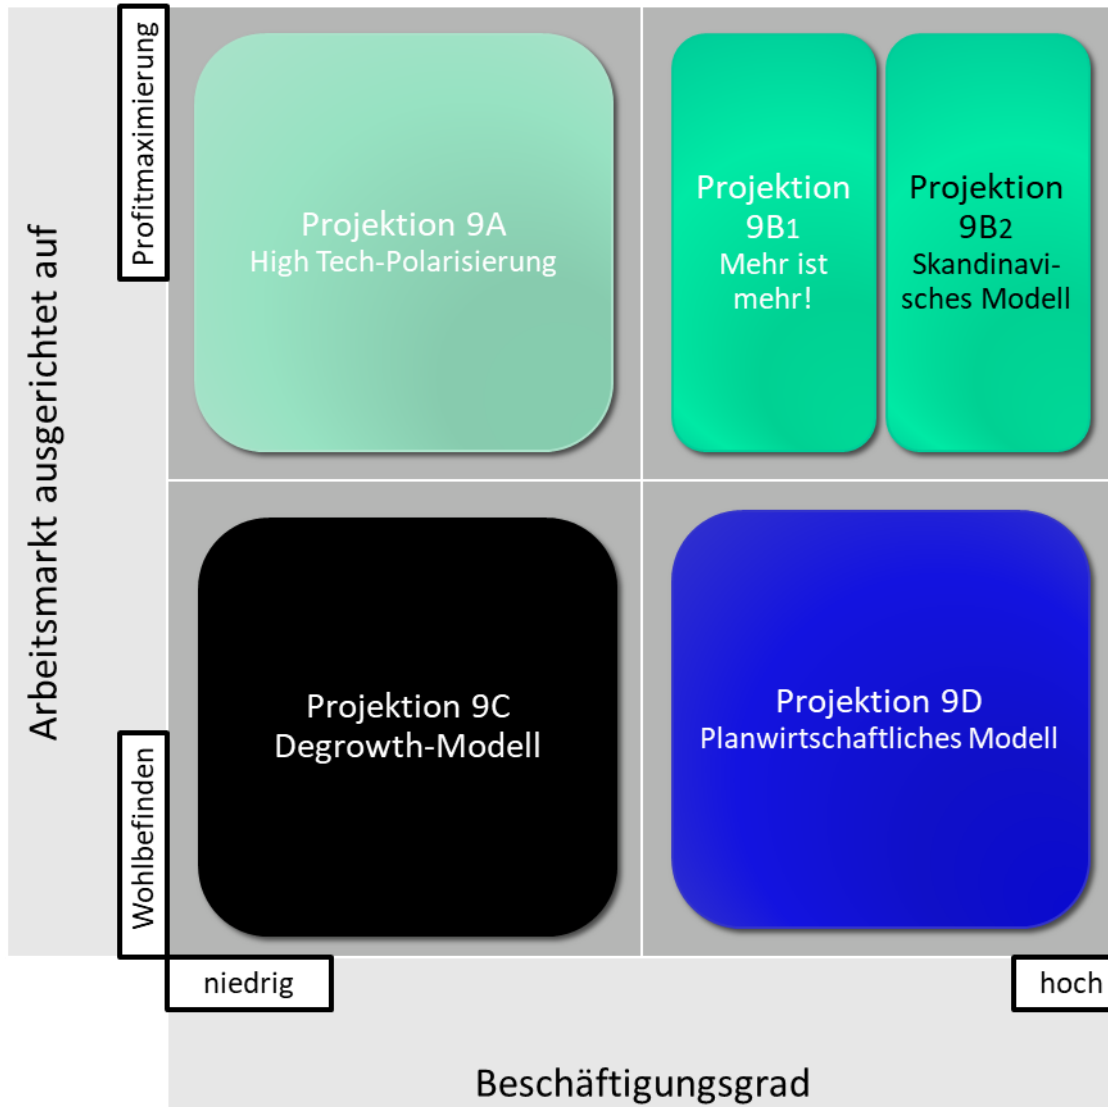 Arbeitsmarkt ausgerichtet auf
Profitmaximierung
Projektion 9A
High Tech-Polarisierung
Projektion
9B1
Mehr ist
mehr!
Projektion
9B2
Skandinavi-
sches Modell
Wohlbefinden
Projektion 9C
Degrowth-Modell
Projektion 9D
Planwirtschaftliches Modell
niedrig
hoch
Beschäftigungsgrad